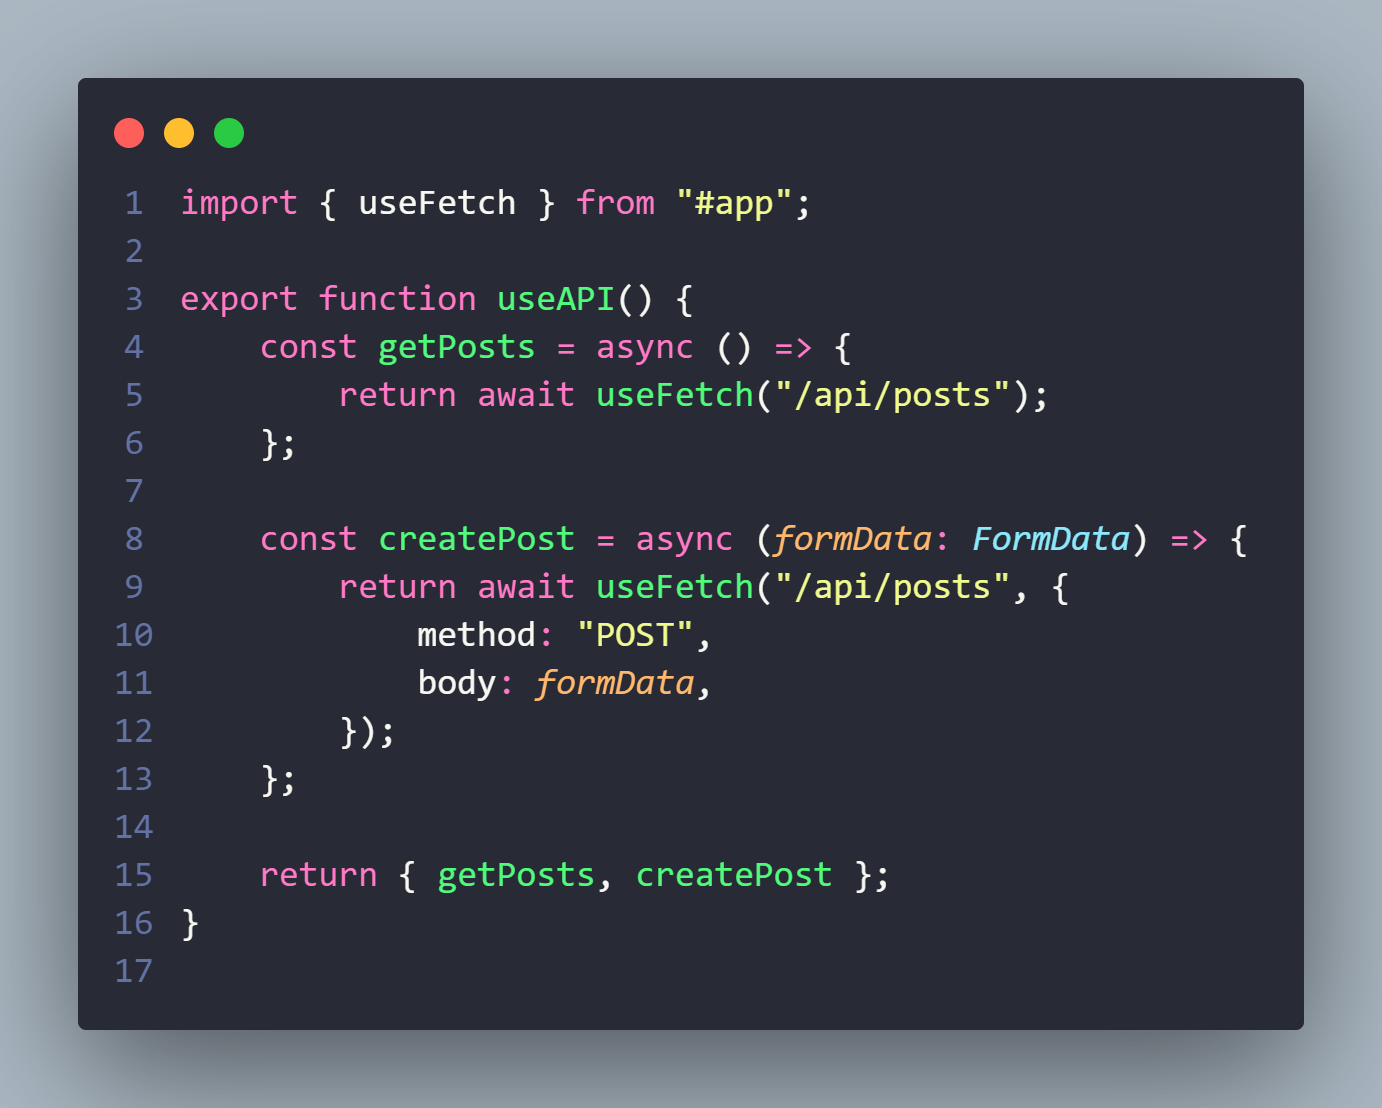 1 import { useFetch } from "#app";
2
3 export function useAPI() {
4     const getPosts = async () => {
5         return await useFetch("/api/posts");
6     };
7
8     const createPost = async (formData: FormData) => {
9         return await useFetch("/api/posts", {
10             method: "POST",
11             body: formData,
12         });
13     };
14
15     return { getPosts, createPost };
16 }
17